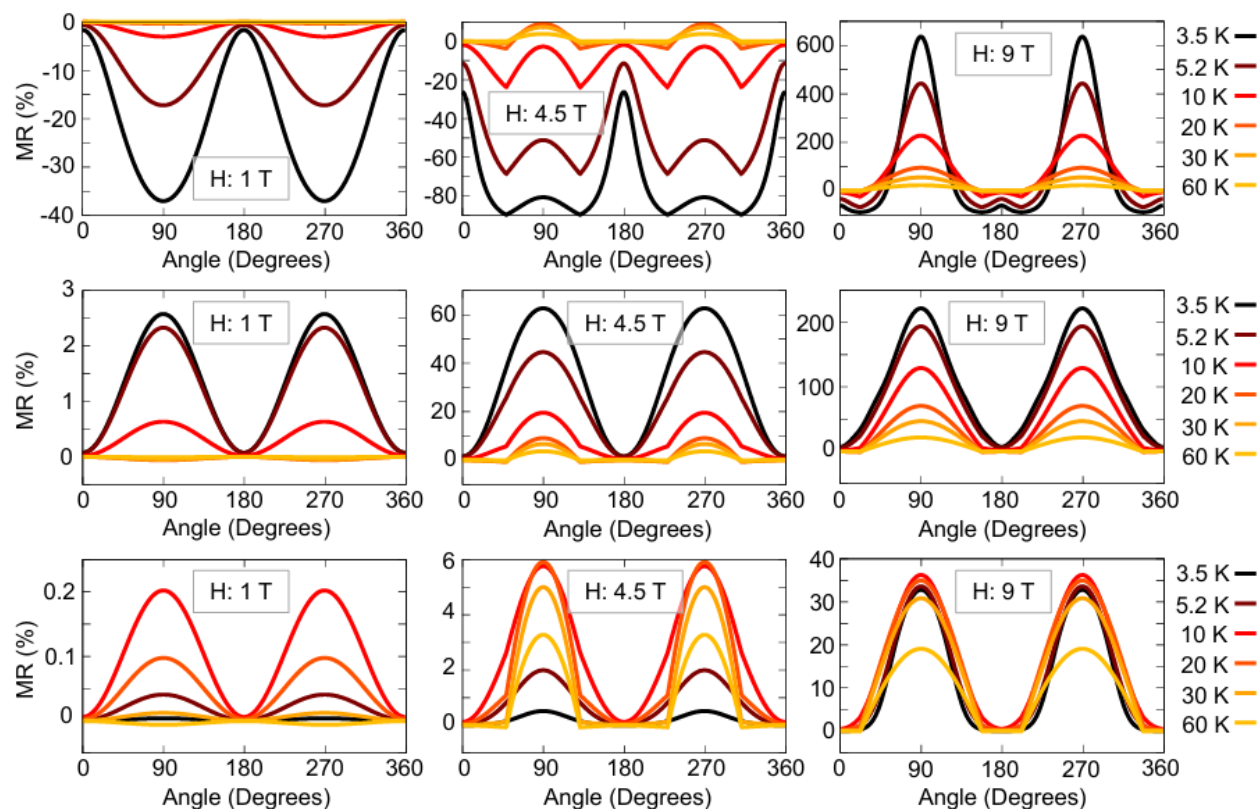 0
-10
-20
-30
-40
MR (%)
H: 1 T
0 90 180 270 360
Angle (Degrees)
0
-20
-40
-60
-80
H: 4.5 T
0 90 180 270 360
Angle (Degrees)
600
400
200
0
H: 9 T
0 90 180 270 360
Angle (Degrees)
3.5 K
5.2 K
10 K
20 K
30 K
60 K
3
2
1
0
MR (%)
H: 1 T
0 90 180 270 360
Angle (Degrees)
60
40
20
0
H: 4.5 T
0 90 180 270 360
Angle (Degrees)
200
100
0
H: 9 T
0 90 180 270 360
Angle (Degrees)
3.5 K
5.2 K
10 K
20 K
30 K
60 K
0.2
0.1
0
MR (%)
H: 1 T
0 90 180 270 360
Angle (Degrees)
6
4
2
0
H: 4.5 T
0 90 180 270 360
Angle (Degrees)
40
30
20
10
0
H: 9 T
0 90 180 270 360
Angle (Degrees)
3.5 K
5.2 K
10 K
20 K
30 K
60 K